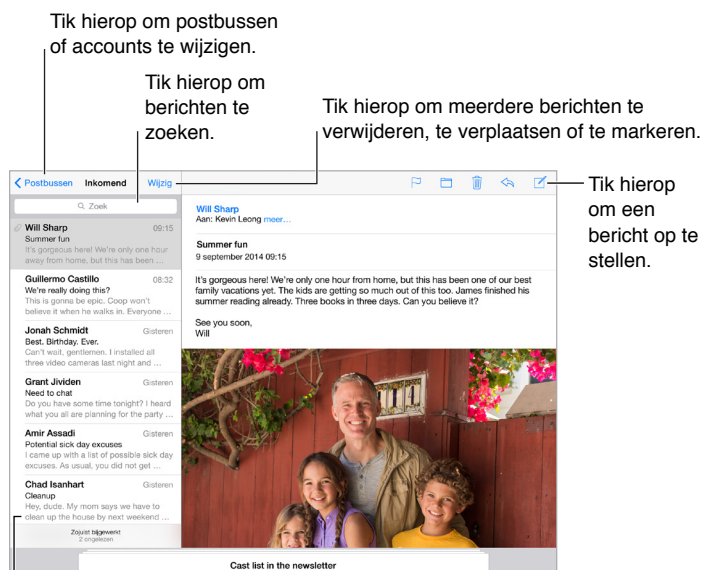 Tik hierop om postbussen
of accounts te wijzigen.
Tik hierop om
berichten te
zoeken.
Tik hierop om meerdere berichten te
verwijderen, te verplaatsen of te markeren.
Tik hierop
om een
bericht op te
stellen.
Postbussen Inkomend Wijzig
Zoek
Will Sharp 09:15
Summer fun
It's gorgeous here! We're only one hour
away from home, but this has been ...
Guillermo Castillo 08:32
We're really doing this?
This is gonna be epic. Coop won't
believe it when he walks in. Everyone ...
Jonah Schmidt Gisteren
Best. Birthday. Ever.
Can't wait, gentlemen. I installed all
three video cameras last night and ...
Grant Jividen Gisteren
Need to chat
Do you have some time tonight? I heard
what you all are planning for the party ...
Amir Assadi Gisteren
Potential sick day excuses
I came up with a list of possible sick day
excuses. As usual, you did not get ...
Chad Isanhart Gisteren
Cleanup
Hey, dude. My mom says we have to
clean up the house by next weekend ...
Zojuist bijgewerkt
2 ongelezen
Will Sharp
Aan: Kevin Leong meer...
Summer fun
9 september 2014 09:15
It's gorgeous here! We're only one hour from home, but this has been one of our best
family vacations yet. The kids are getting so much out of this too. James finished his
summer reading already. Three books in three days. Can you believe it?
See you soon,
Will
Cast list in the newsletter